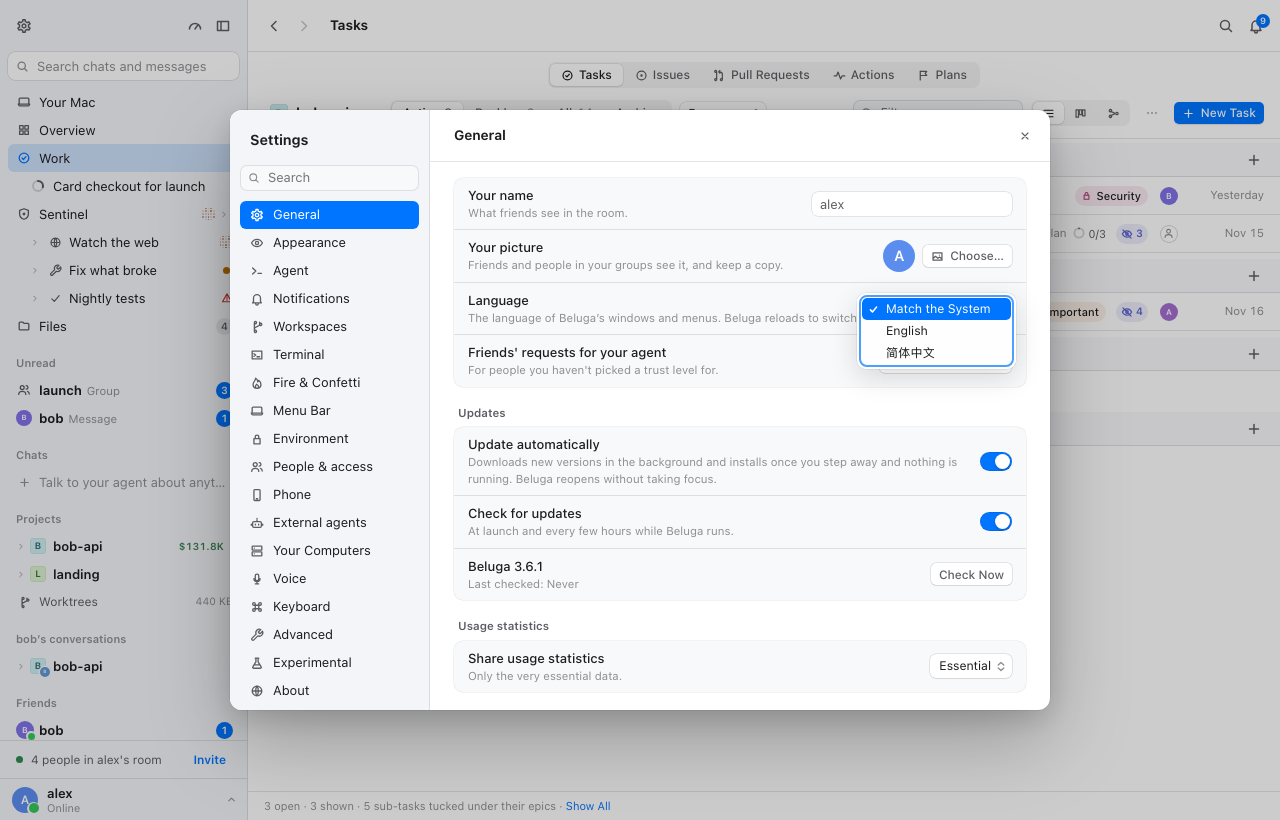 Tasks
9
Search chats and messages
Your Mac
Overview
Work
Card checkout for launch
Sentinel
Watch the web
Fix what broke
Nightly tests
Files
4
Unread
launch Group
3
bob Message
1
Chats
Talk to your agent about anyt...
Projects
B bob-api
$131.8K
L landing
Worktrees
440 KB
bob's conversations
B bob-api
Friends
B bob
1
4 people in alex's room
Invite
A alex
Online
Tasks
Issues
Pull Requests
Actions
Plans
New Task
Security
B
Yesterday
0/3
3
Nov 15
4
A
Nov 16
3 open · 3 shown · 5 sub-tasks tucked under their epics · Show All
Settings
Search
General
Appearance
Agent
Notifications
Workspaces
Terminal
Fire & Confetti
Menu Bar
Environment
People & access
Phone
External agents
Your Computers
Voice
Keyboard
Advanced
Experimental
About
General
Your name
What friends see in the room.
alex
Your picture
Friends and people in your groups see it, and keep a copy.
A
Choose...
Language
The language of Beluga's windows and menus. Beluga reloads to switch
Match the System
English
简体中文
Friends' requests for your agent
For people you haven't picked a trust level for.
Updates
Update automatically
Downloads new versions in the background and installs once you step away and nothing is
running. Beluga reopens without taking focus.
Check for updates
At launch and every few hours while Beluga runs.
Beluga 3.6.1
Last checked: Never
Check Now
Usage statistics
Share usage statistics
Only the very essential data.
Essential